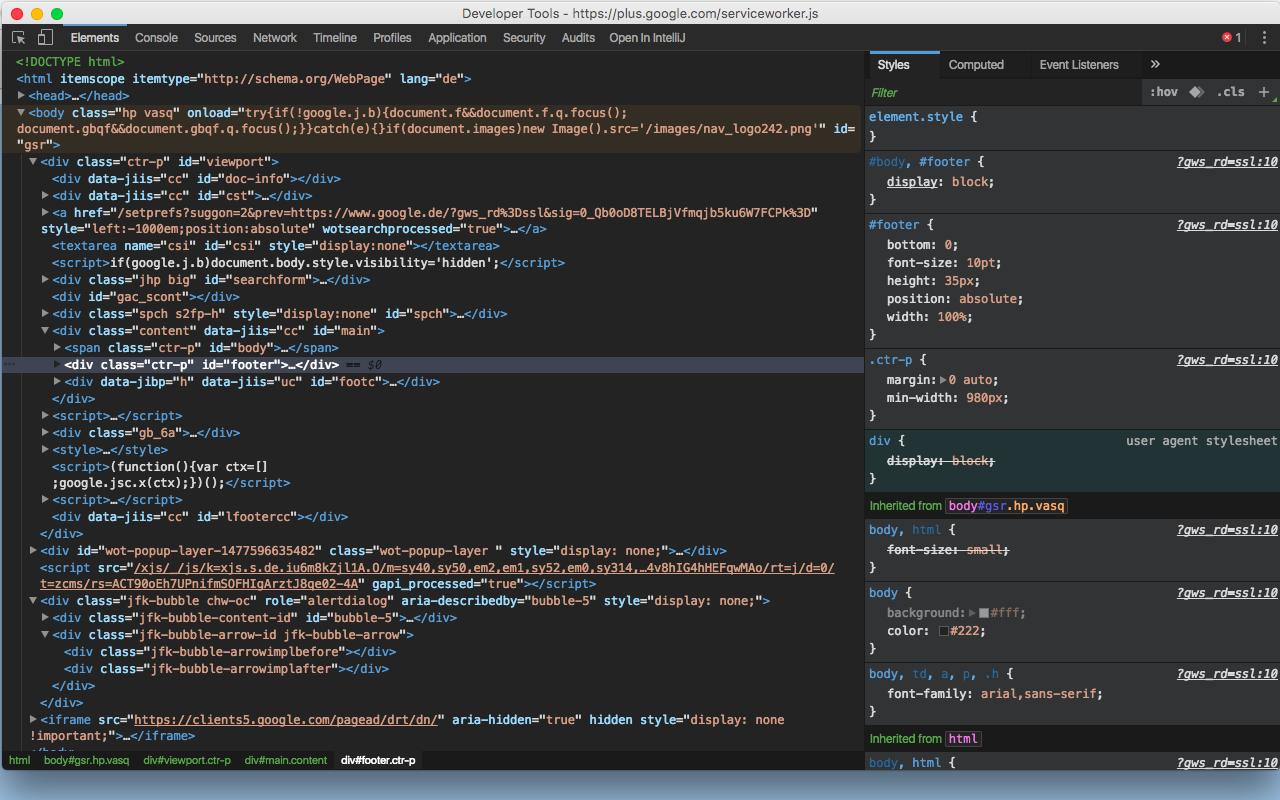 Developer Tools - https://plus.google.com/serviceworker.js
Elements Console Sources Network Timeline Profiles Application Security Audits Open In IntelliJ 1
<!DOCTYPE html>
<html itemscope itemtype="http://schema.org/WebPage" lang="de">
<head>…</head>
<body class="hp vasq" onload="try{if(!google.j.b){document.f&&document.f.q.focus();
document.gbqf&&document.gbqf.q.focus();}}catch(e){}if(document.images)new Image().src='/images/nav_logo242.png'" id=
"gsr">
<div class="ctr-p" id="viewport">
<div data-jiis="cc" id="doc-info"></div>
<div data-jiis="cc" id="cst">…</div>
<a href="/setprefs?suggon=2&prev=https://www.google.de/?gws_rd%3Dssl&sig=0_Qb0oD8TELBjVfmqjb5ku6W7FCPk%3D"
style="left:-1000em;position:absolute" wotsearchprocessed="true">…</a>
<textarea name="csi" id="csi" style="display:none"></textarea>
<script>if(google.j.b)document.body.style.visibility='hidden';</script>
<div class="jhp big" id="searchform">…</div>
<div id="gac_scont"></div>
<div class="spch s2fp-h" style="display:none" id="spch">…</div>
<div class="content" data-jiis="cc" id="main">
<span class="ctr-p" id="body">…</span>
… <div class="ctr-p" id="footer">…</div> == $0
<div data-jibp="h" data-jiis="uc" id="footc">…</div>
</div>
<script>…</script>
<div class="gb_6a">…</div>
<style>…</style>
<script>(function(){var ctx=[]
;google.jsc.x(ctx);})();</script>
<script>…</script>
<div data-jiis="cc" id="lfootercc"></div>
</div>
<div id="wot-popup-layer-1477596635482" class="wot-popup-layer " style="display: none;">…</div>
<script src="/xjs/_/js/k=xjs.s.de.iu6m8kZjl1A.O/m=sy40,sy50,em2,em1,sy52,em0,sy314,…4v8hIG4hHEFqwMAo/rt=j/d=0/
t=zcms/rs=ACT90oEh7UPnifmSOFHIgArztJ8qe02-4A" gapi_processed="true"></script>
<div class="jfk-bubble chw-oc" role="alertdialog" aria-describedby="bubble-5" style="display: none;">
<div class="jfk-bubble-content-id" id="bubble-5">…</div>
<div class="jfk-bubble-arrow-id jfk-bubble-arrow">
<div class="jfk-bubble-arrowimplbefore"></div>
<div class="jfk-bubble-arrowimplafter"></div>
</div>
</div>
<iframe src="https://clients5.google.com/pagead/drt/dn/" aria-hidden="true" hidden style="display: none
!important;">…</iframe>
</body>
html body#gsr.hp.vasq div#viewport.ctr-p div#main.content div#footer.ctr-p
Styles Computed Event Listeners »
Filter :hov .cls +
element.style {
}
#body, #footer { ?gws_rd=ssl:10
display: block;
}
#footer { ?gws_rd=ssl:10
bottom: 0;
font-size: 10pt;
height: 35px;
position: absolute;
width: 100%;
}
.ctr-p { ?gws_rd=ssl:10
margin: 0 auto;
min-width: 980px;
}
div { user agent stylesheet
display: block;
}
Inherited from body#gsr.hp.vasq
body, html { ?gws_rd=ssl:10
font-size: small;
}
body { ?gws_rd=ssl:10
background: #fff;
color: #222;
}
body, td, a, p, .h { ?gws_rd=ssl:10
font-family: arial,sans-serif;
}
Inherited from html
body, html { ?gws_rd=ssl:10